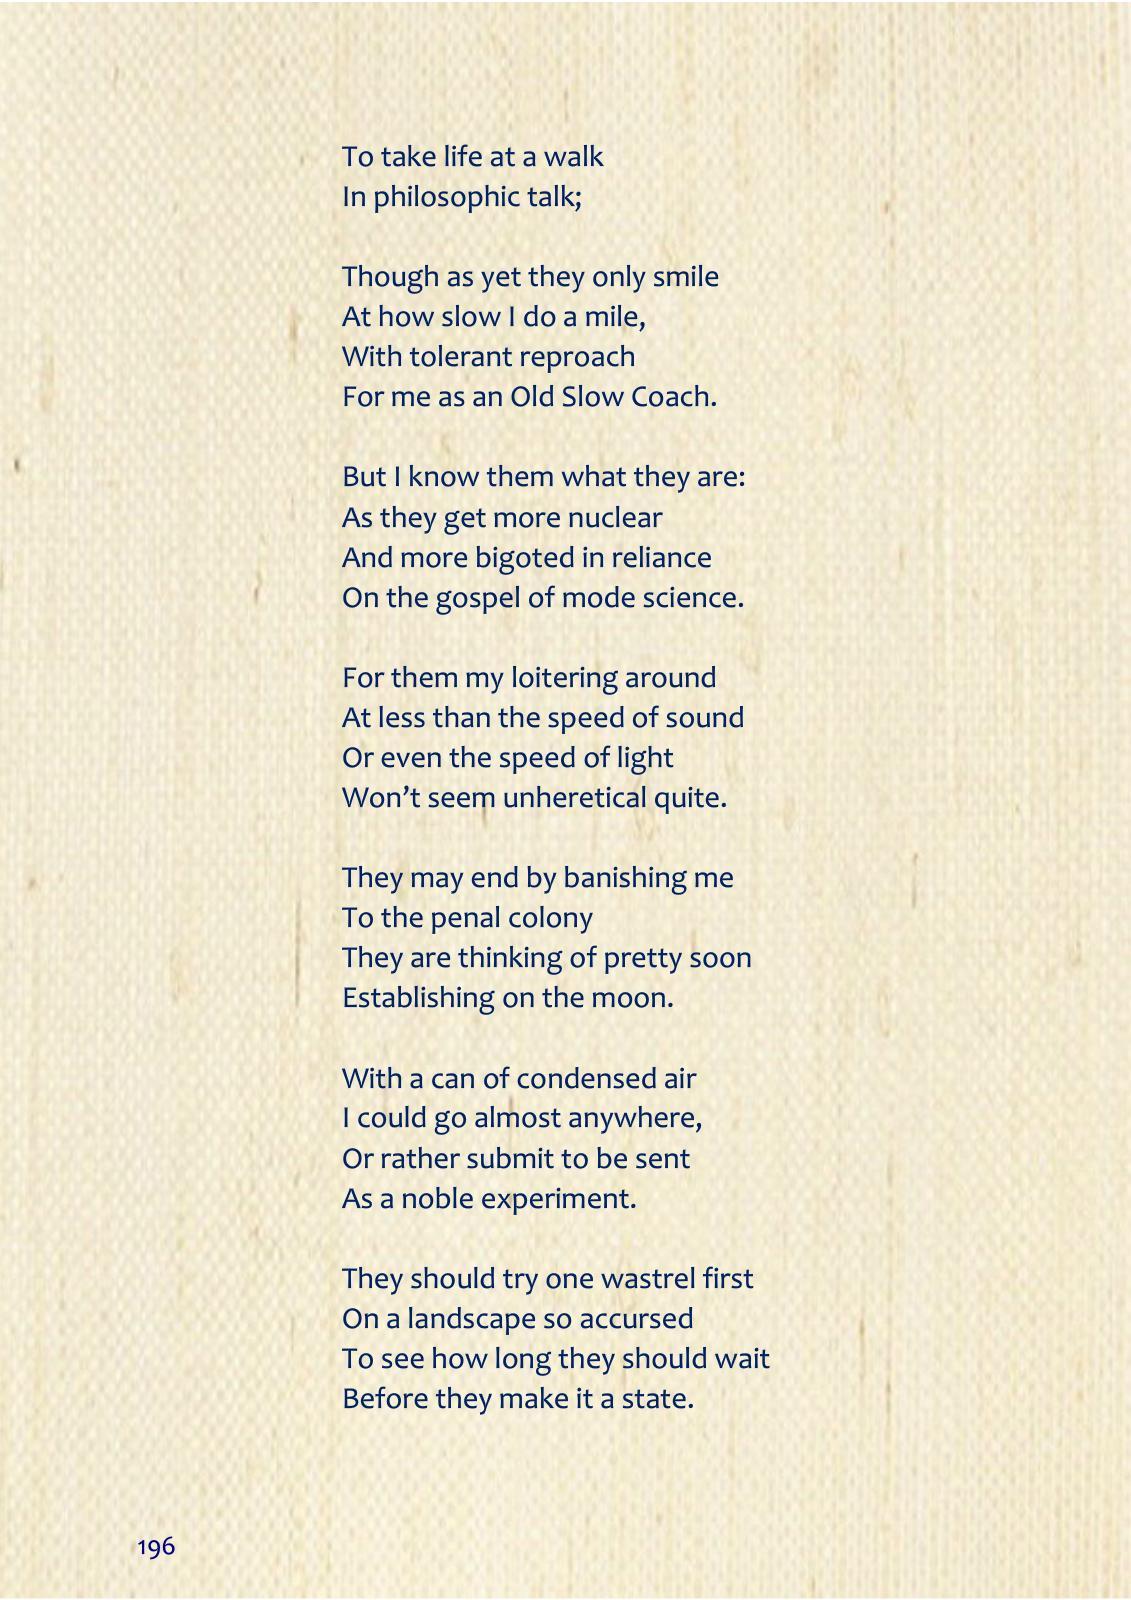 To take life at a walk
In philosophic talk;
Though as yet they only smile
At how slow I do a mile,
With tolerant reproach
For me as an Old Slow Coach.
But I know them what they are:
As they get more nuclear
And more bigoted in reliance
On the gospel of mode science.
For them my loitering around
At less than the speed of sound
Or even the speed of light
Won’t seem unheretical quite.
They may end by banishing me
To the penal colony
They are thinking of pretty soon
Establishing on the moon.
With a can of condensed air
I could go almost anywhere,
Or rather submit to be sent
As a noble experiment.
They should try one wastrel first
On a landscape so accursed
To see how long they should wait
Before they make it a state.
196